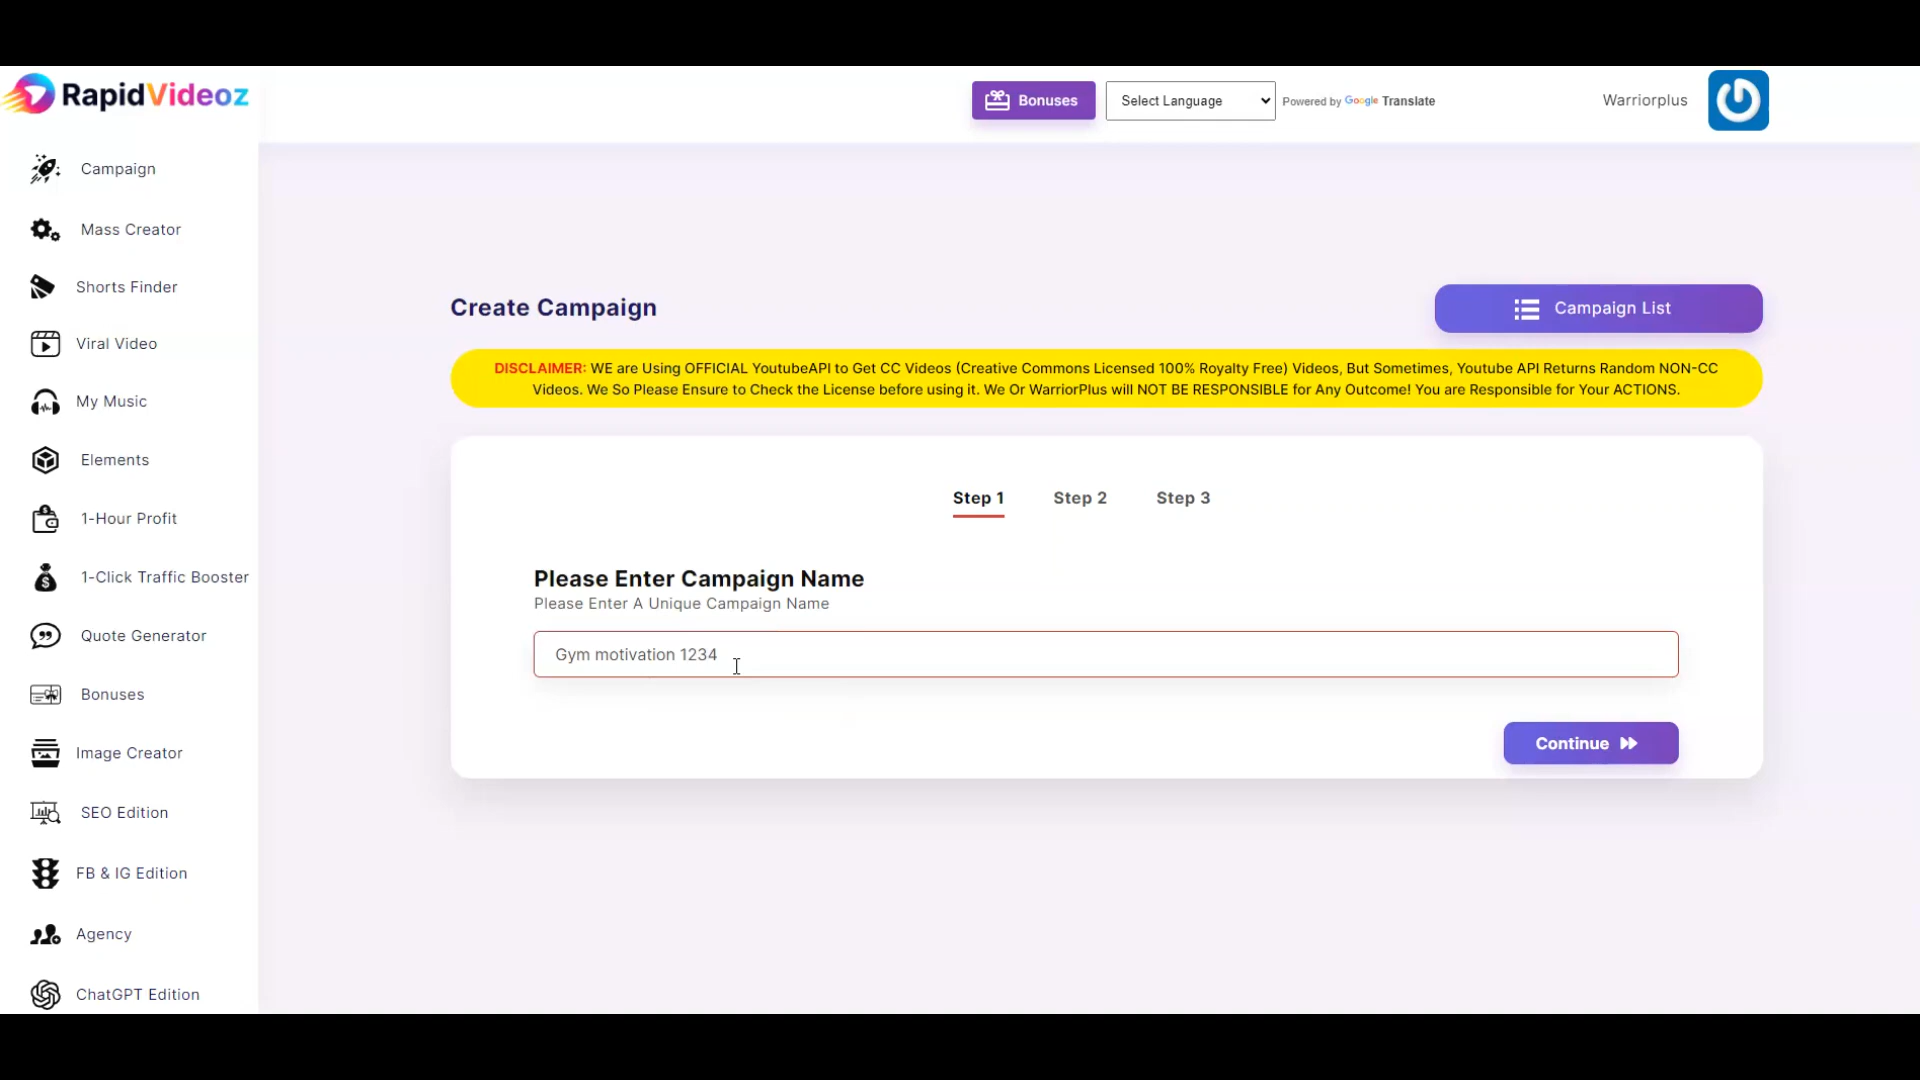 RapidVideoz
Bonuses
Select Language
Powered by Google Translate
Warriorplus
Campaign
Mass Creator
Shorts Finder
Viral Video
My Music
Elements
1-Hour Profit
1-Click Traffic Booster
Quote Generator
Bonuses
Image Creator
SEO Edition
FB & IG Edition
Agency
ChatGPT Edition
Create Campaign
Campaign List
DISCLAIMER: WE are Using OFFICIAL YoutubeAPI to Get CC Videos (Creative Commons Licensed 100% Royalty Free) Videos, But Sometimes, Youtube API Returns Random NON-CC
Videos. We So Please Ensure to Check the License before using it. We Or WarriorPlus will NOT BE RESPONSIBLE for Any Outcome! You are Responsible for Your ACTIONS.
Step 1
Step 2
Step 3
Please Enter Campaign Name
Please Enter A Unique Campaign Name
Gym motivation 1234
Continue